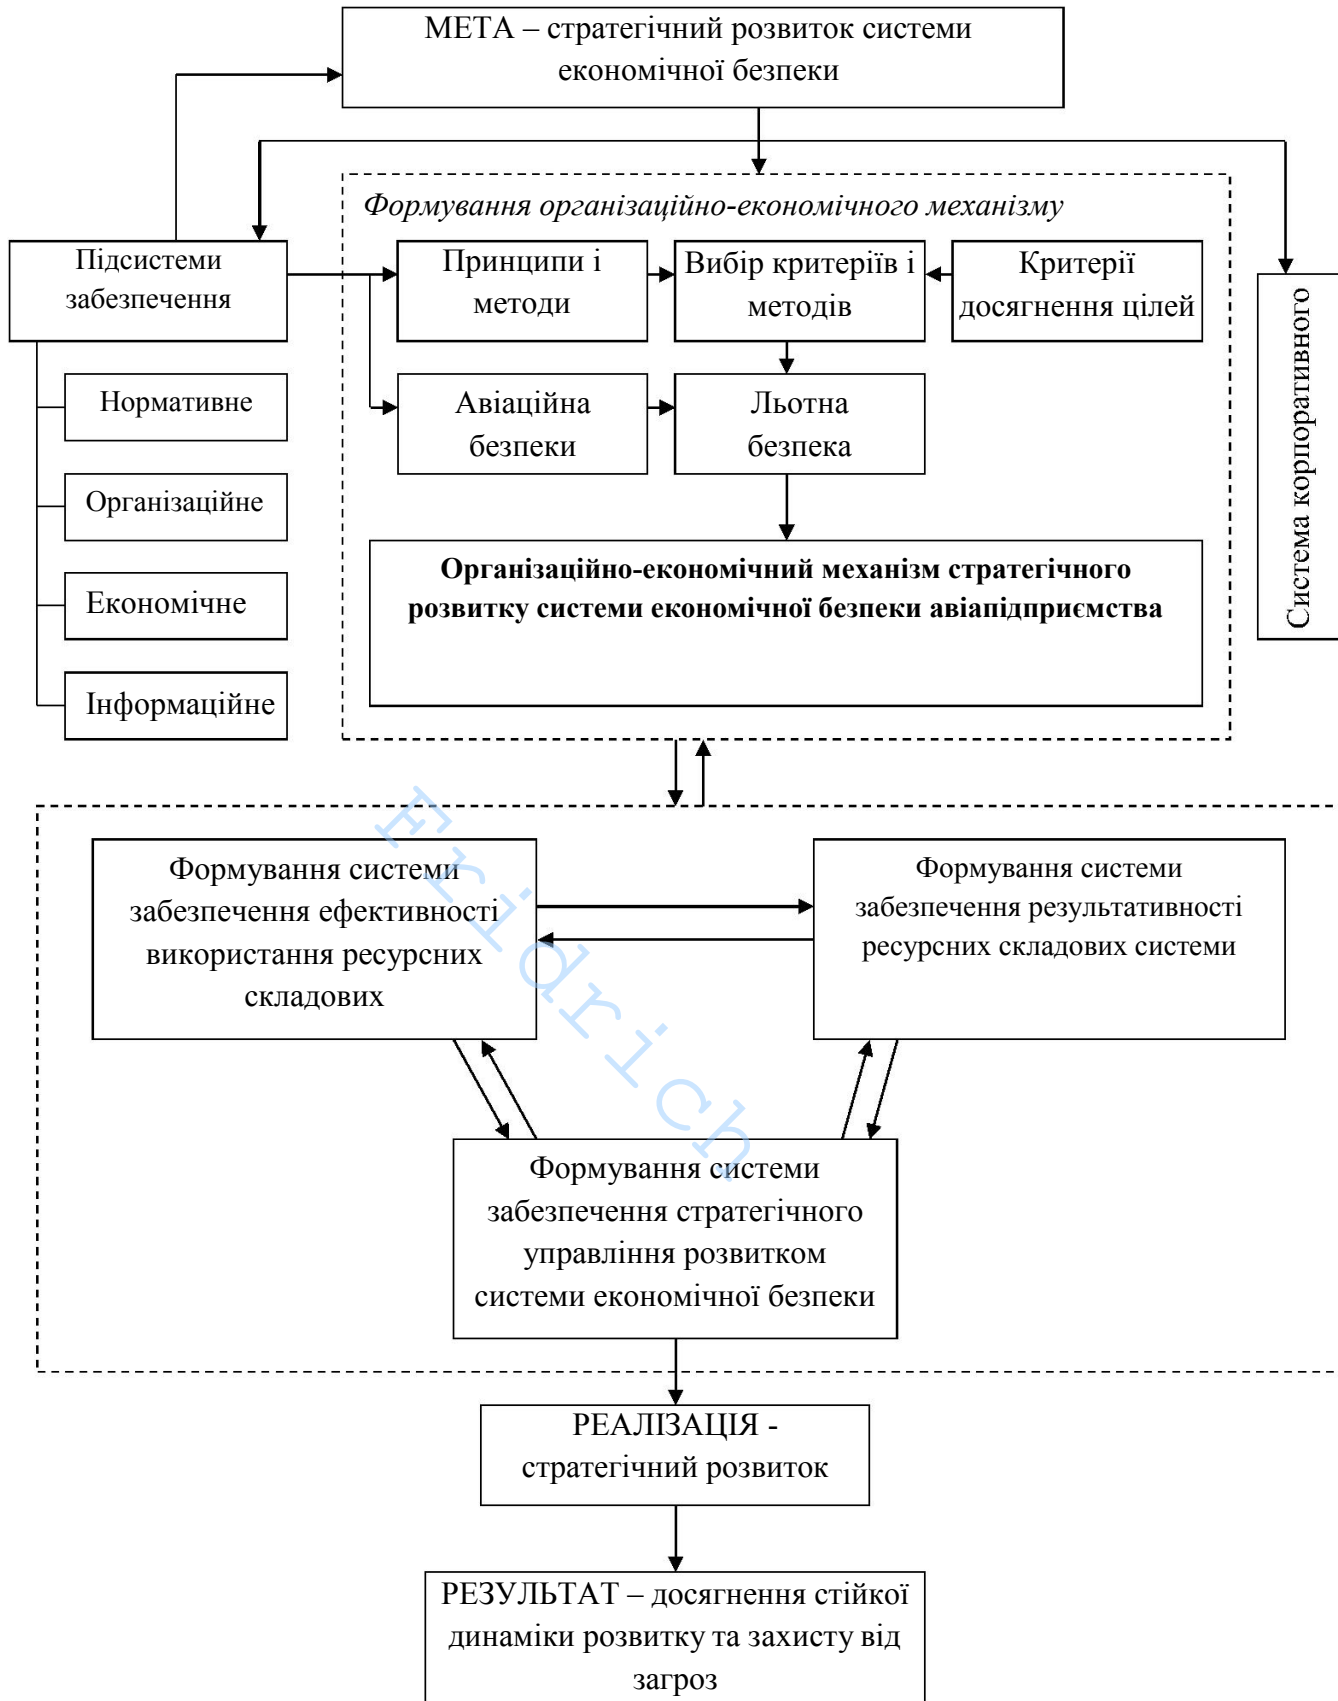 МЕТА – стратегічний розвиток системи
економічної безпеки
Формування організаційно-економічного механізму
Підсистеми
забезпечення
Принципи і
методи
Вибір критеріїв і
методів
Критерії
досягнення цілей
Система корпоративного
Нормативне
Організаційне
Економічне
Інформаційне
Авіаційна
безпеки
Льотна
безпека
Організаційно-економічний механізм стратегічного
розвитку системи економічної безпеки авіапідприємства
Формування системи
забезпечення ефективності
використання ресурсних
складових
Формування системи
забезпечення результативності
ресурсних складових системи
Fridrich
Формування системи
забезпечення стратегічного
управління розвитком
системи економічної безпеки
РЕАЛІЗАЦІЯ -
стратегічний розвиток
РЕЗУЛЬТАТ – досягнення стійкої
динаміки розвитку та захисту від
загроз